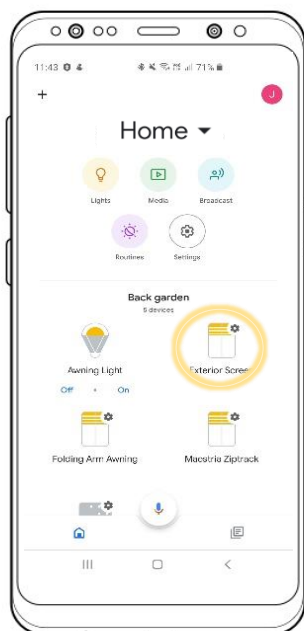 11:43
71%
+
J
Home
Lights Media Broadcast
Routines Settings
Back garden
6 devices
Awning Light Exterior Screen
Off • On
Folding Arm Awning Maestria Ziptrack